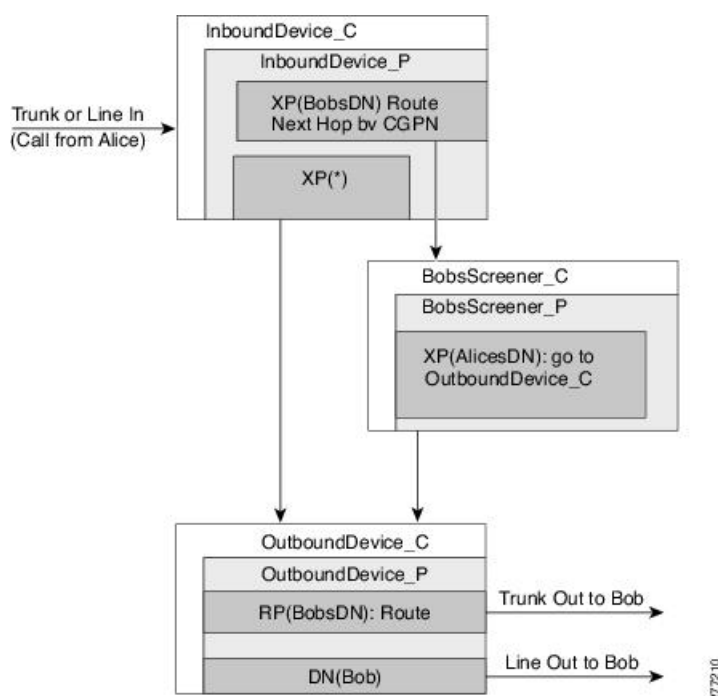 InboundDevice_C
InboundDevice_P
XP(BobsDN) Route
Next Hop bv CGPN
Trunk or Line In
(Call from Alice)
XP(*)
BobsScreener_C
BobsScreener_P
XP(AlicesDN): go to
OutboundDevice_C
OutboundDevice_C
OutboundDevice_P
RP(BobsDN): Route
Trunk Out to Bob
DN(Bob)
Line Out to Bob